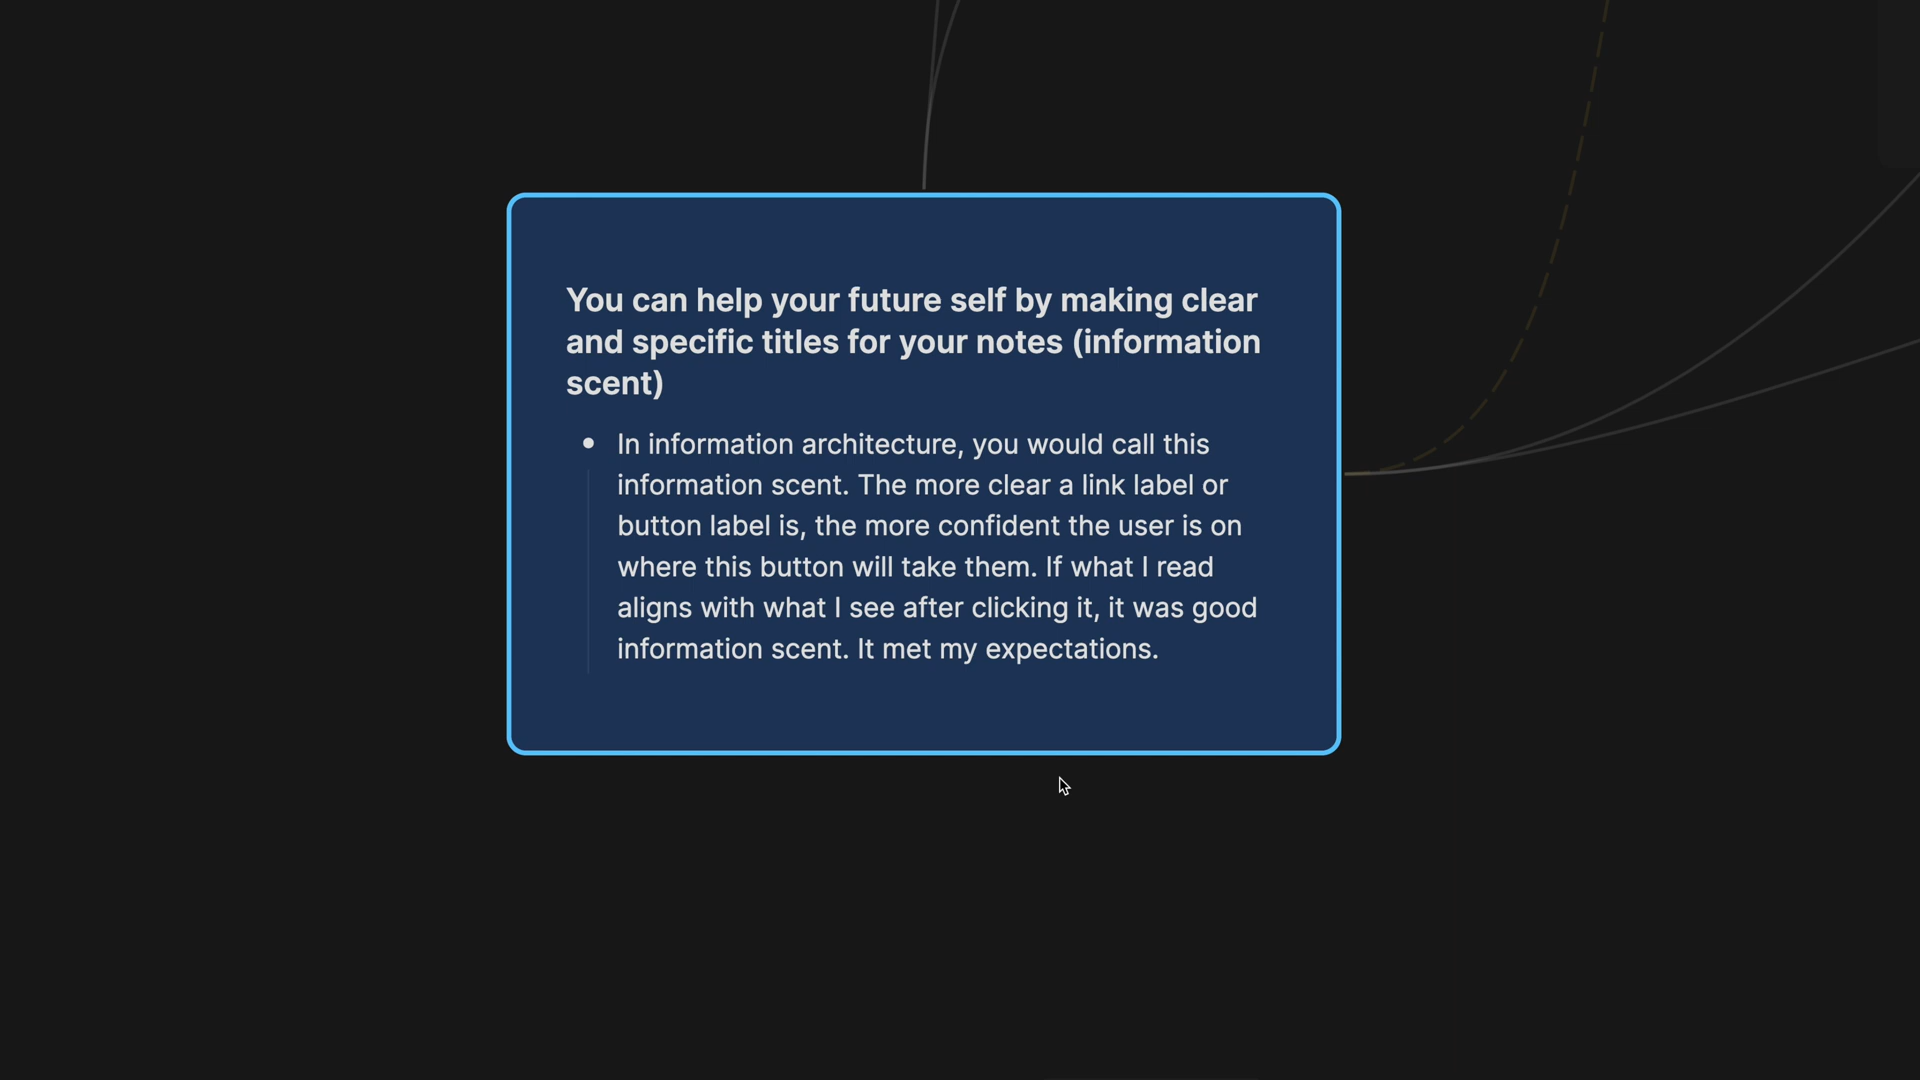 You can help your future self by making clear
and specific titles for your notes (information
scent)
In information architecture, you would call this
information scent. The more clear a link label or
button label is, the more confident the user is on
where this button will take them. If what I read
aligns with what I see after clicking it, it was good
information scent. It met my expectations.